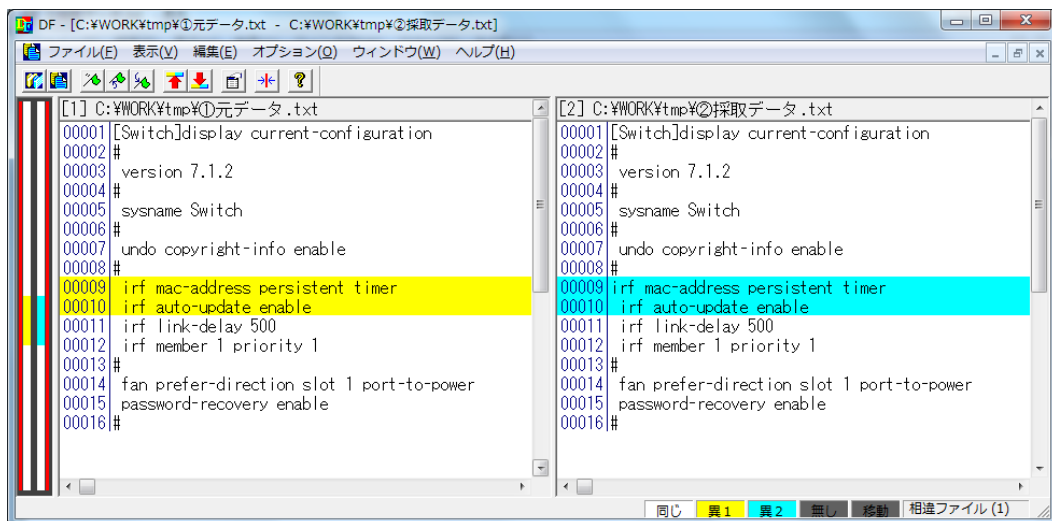 DF - [C:¥WORK¥tmp¥①元データ.txt - C:¥WORK¥tmp¥②採取データ.txt]
ファイル(F) 表示(V) 編集(E) オプション(O) ウィンドウ(W) ヘルプ(H)
[1] C:¥WORK¥tmp¥①元データ.txt
00001 [Switch]display current-configuration
00002 #
00003 version 7.1.2
00004 #
00005 sysname Switch
00006 #
00007 undo copyright-info enable
00008 #
00009 irf mac-address persistent timer
00010 irf auto-update enable
00011 irf link-delay 500
00012 irf member 1 priority 1
00013 #
00014 fan prefer-direction slot 1 port-to-power
00015 password-recovery enable
00016 #
[2] C:¥WORK¥tmp¥②採取データ.txt
00001 [Switch]display current-configuration
00002 #
00003 version 7.1.2
00004 #
00005 sysname Switch
00006 #
00007 undo copyright-info enable
00008 #
00009 irf mac-address persistent timer
00010 irf auto-update enable
00011 irf link-delay 500
00012 irf member 1 priority 1
00013 #
00014 fan prefer-direction slot 1 port-to-power
00015 password-recovery enable
00016 #
同じ 異1 異2 無し 移動 相違ファイル (1)